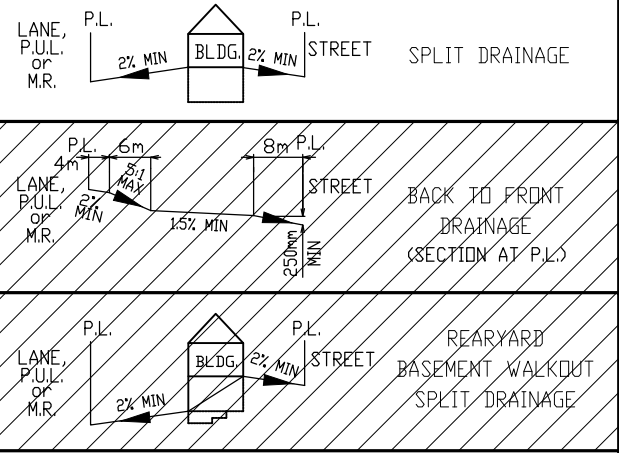 LANE,
P.U.L.
or
M.R.
P.L.
2% MIN
BLDG.
2% MIN
P.L.
STREET
SPLIT DRAINAGE
LANE,
P.U.L.
or
M.R.
P.L.
4m
6m
2%
MIN
5:1
MAX
1.5% MIN
8m
P.L.
STREET
250mm
MIN
BACK TO FRONT
DRAINAGE
(SECTION AT P.L.)
LANE,
P.U.L.
or
M.R.
P.L.
2% MIN
BLDG.
2% MIN
P.L.
STREET
REARYARD
BASEMENT WALKOUT
SPLIT DRAINAGE